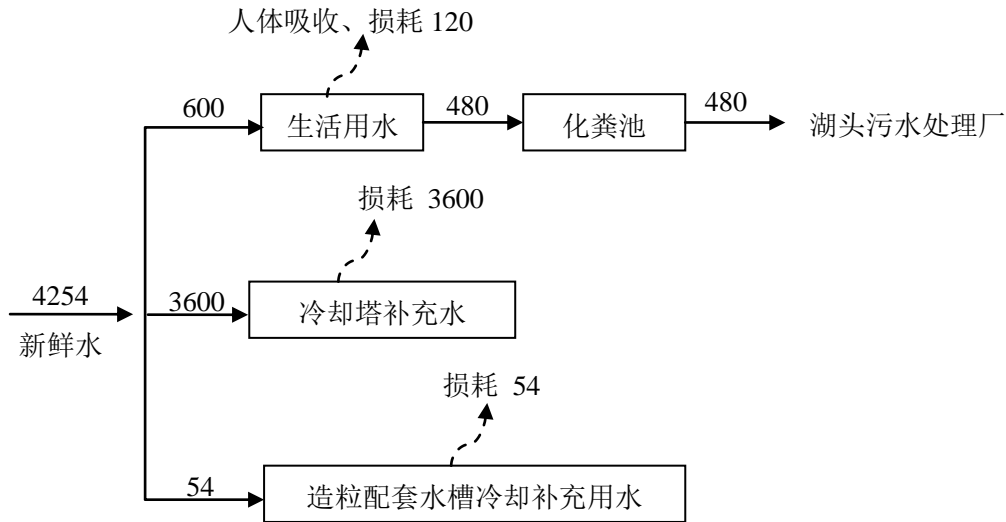 人体吸收、损耗 120
600
生活用水
480
化粪池
480
湖头污水处理厂
损耗 3600
4254
新鲜水
3600
冷却塔补充水
损耗 54
54
造粒配套水槽冷却补充用水